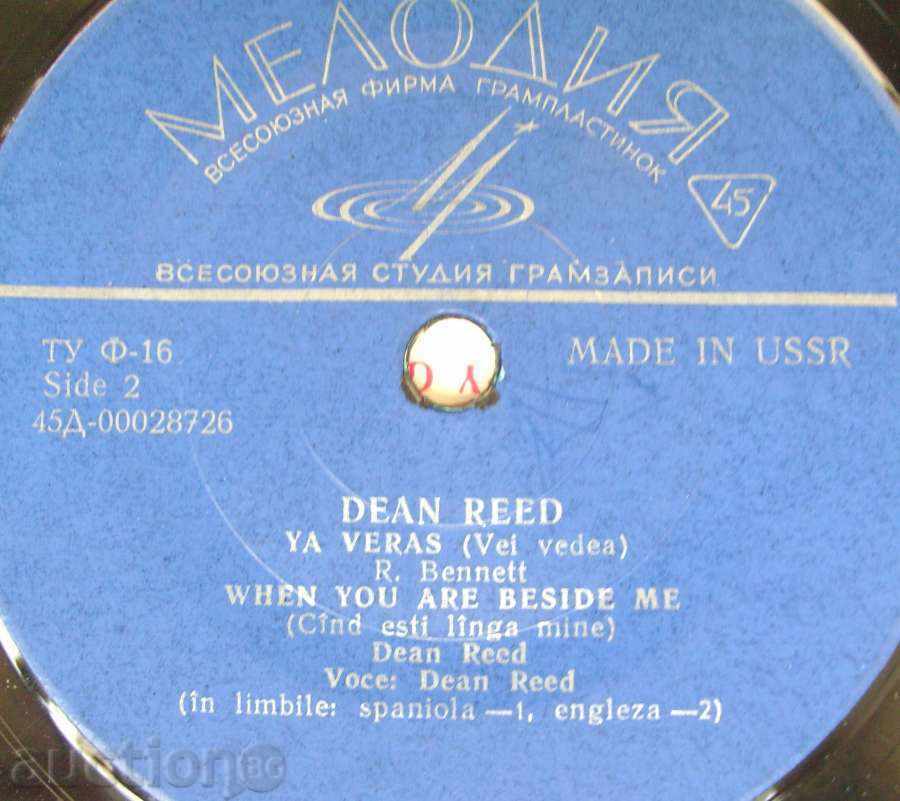 МЕЛОДИЯ
ВСЕСОЮЗНАЯ ФИРМА ГРАМПЛАСТИНОК
45
ВСЕСОЮЗНАЯ СТУДИЯ ГРАМЗАПИСИ
ТУ Ф-16
MADE IN USSR
Side 2
45Д-00028726
DEAN REED
YA VERAS (Vei vedea)
R. Bennett
WHEN YOU ARE BESIDE ME
(Cînd esti lînga mine)
Dean Reed
Voce: Dean Reed
(în limbile: spaniola—1, engleza—2)
auction BG